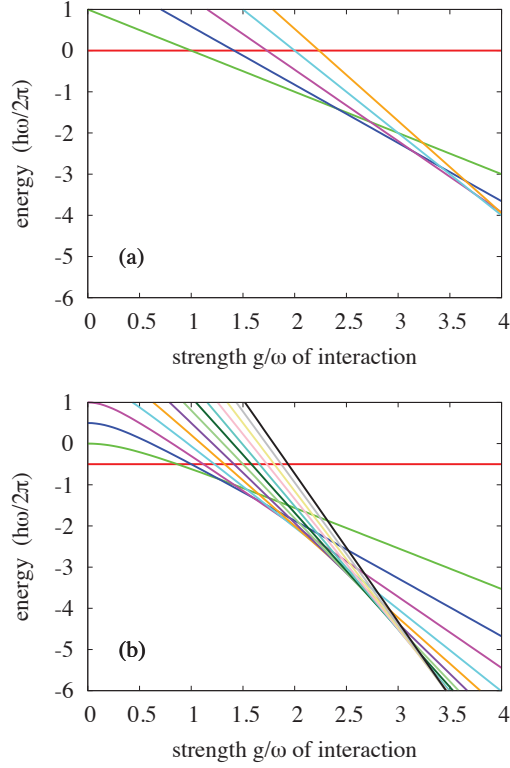 1
0
-1
-2
-3
-4
-5
-6
energy (hω/2π)
(a)
0 0.5 1 1.5 2 2.5 3 3.5 4
strength g/ω of interaction
1
0
-1
-2
-3
-4
-5
-6
energy (hω/2π)
(b)
0 0.5 1 1.5 2 2.5 3 3.5 4
strength g/ω of interaction